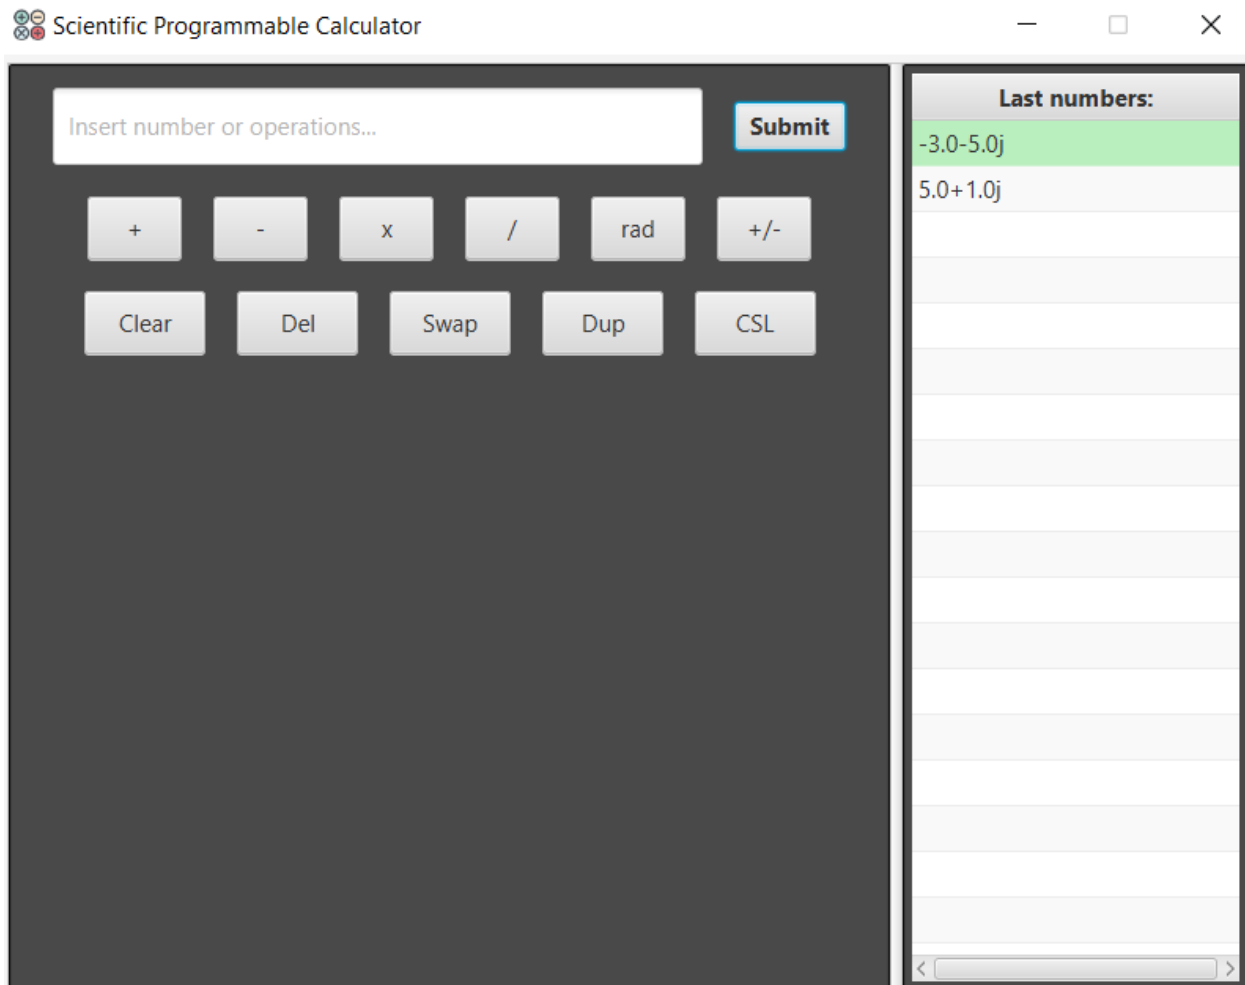 Scientific Programmable Calculator
Insert number or operations...
Submit
+ - x / rad +/-
Clear Del Swap Dup CSL
Last numbers:
-3.0-5.0j
5.0+1.0j